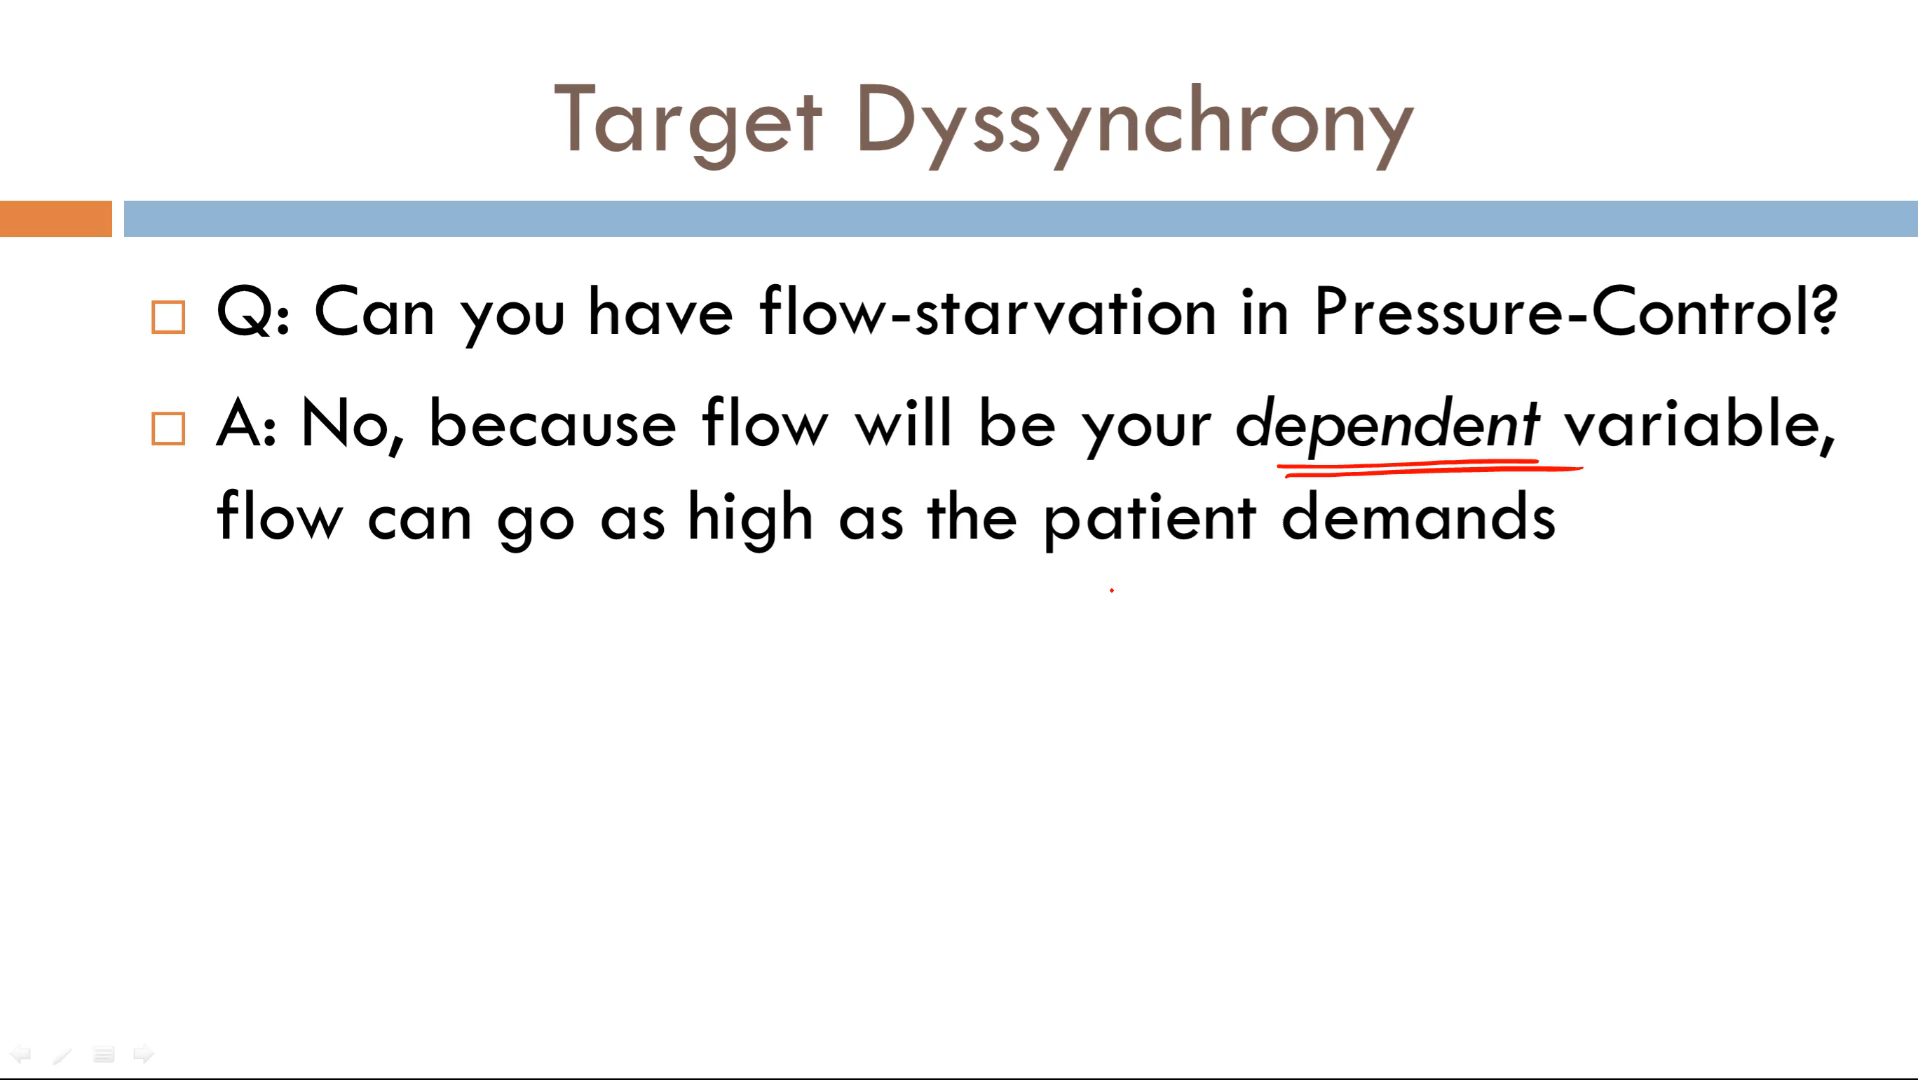 Target Dyssynchrony
Q: Can you have flow-starvation in Pressure-Control?
A: No, because flow will be your dependent variable,
flow can go as high as the patient demands